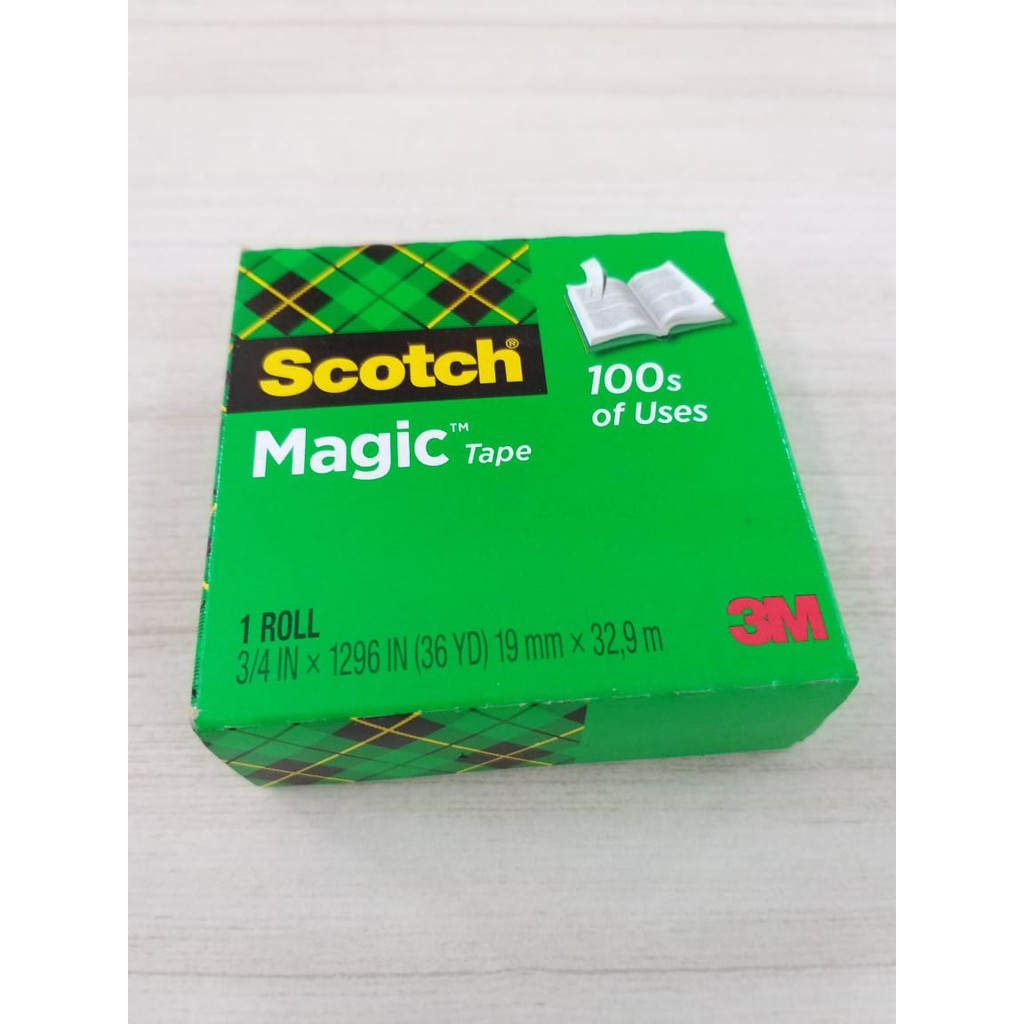 Scotch®
Magic™ Tape
100s
of Uses
1 ROLL
3/4 IN × 1296 IN (36 YD) 19 mm × 32,9 m
3M